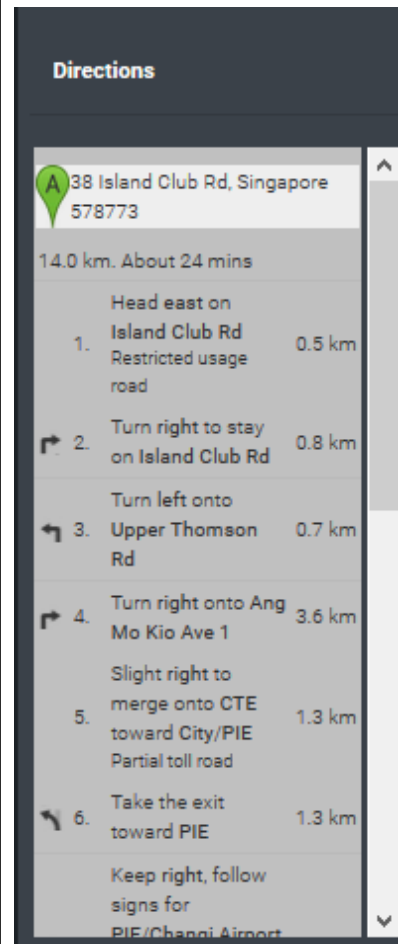 Directions
A
38 Island Club Rd, Singapore
578773
14.0 km. About 24 mins
Head east on
1. Island Club Rd 0.5 km
Restricted usage
road
2. Turn right to stay 0.8 km
on Island Club Rd
Turn left onto
3. Upper Thomson 0.7 km
Rd
4. Turn right onto Ang 3.6 km
Mo Kio Ave 1
Slight right to
merge onto CTE
5. toward City/PIE 1.3 km
Partial toll road
6. Take the exit 1.3 km
toward PIE
Keep right, follow
signs for
PIE/Changi Airport